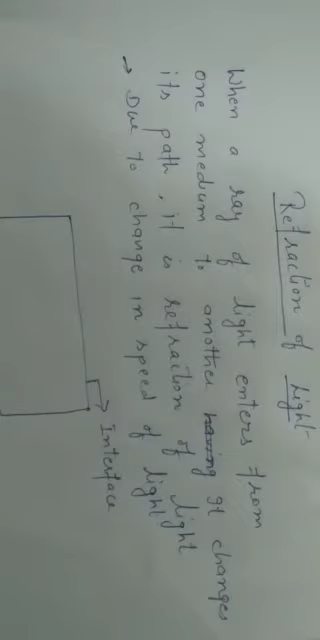 Refraction of light
When a ray of light enters from
one medium to another having It changes
its path, it is refraction of light
→ Due to change in speed of light
Interface